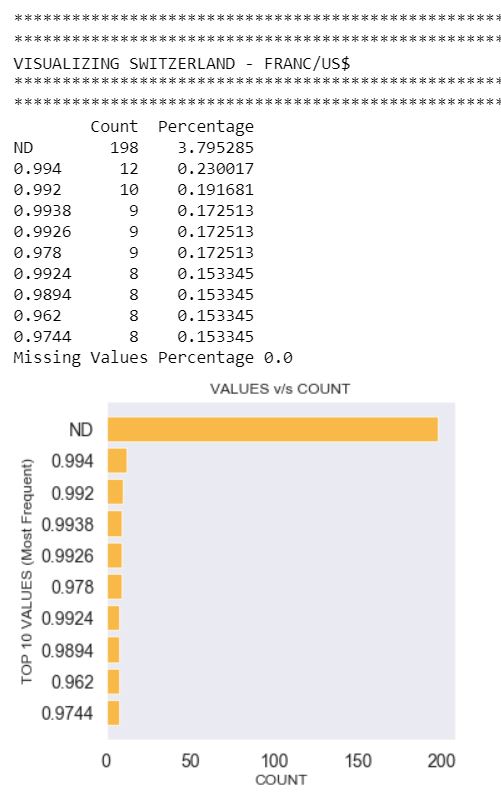 **************************************************
**************************************************
VISUALIZING SWITZERLAND - FRANC/US$
**************************************************
**************************************************
Count Percentage
ND 198 3.795285
0.994 12 0.230017
0.992 10 0.191681
0.9938 9 0.172513
0.9926 9 0.172513
0.978 9 0.172513
0.9924 8 0.153345
0.9894 8 0.153345
0.962 8 0.153345
0.9744 8 0.153345
Missing Values Percentage 0.0
VALUES v/s COUNT
TOP 10 VALUES (Most Frequent)
ND
0.994
0.992
0.9938
0.9926
0.978
0.9924
0.9894
0.962
0.9744
0 50 100 150 200
COUNT